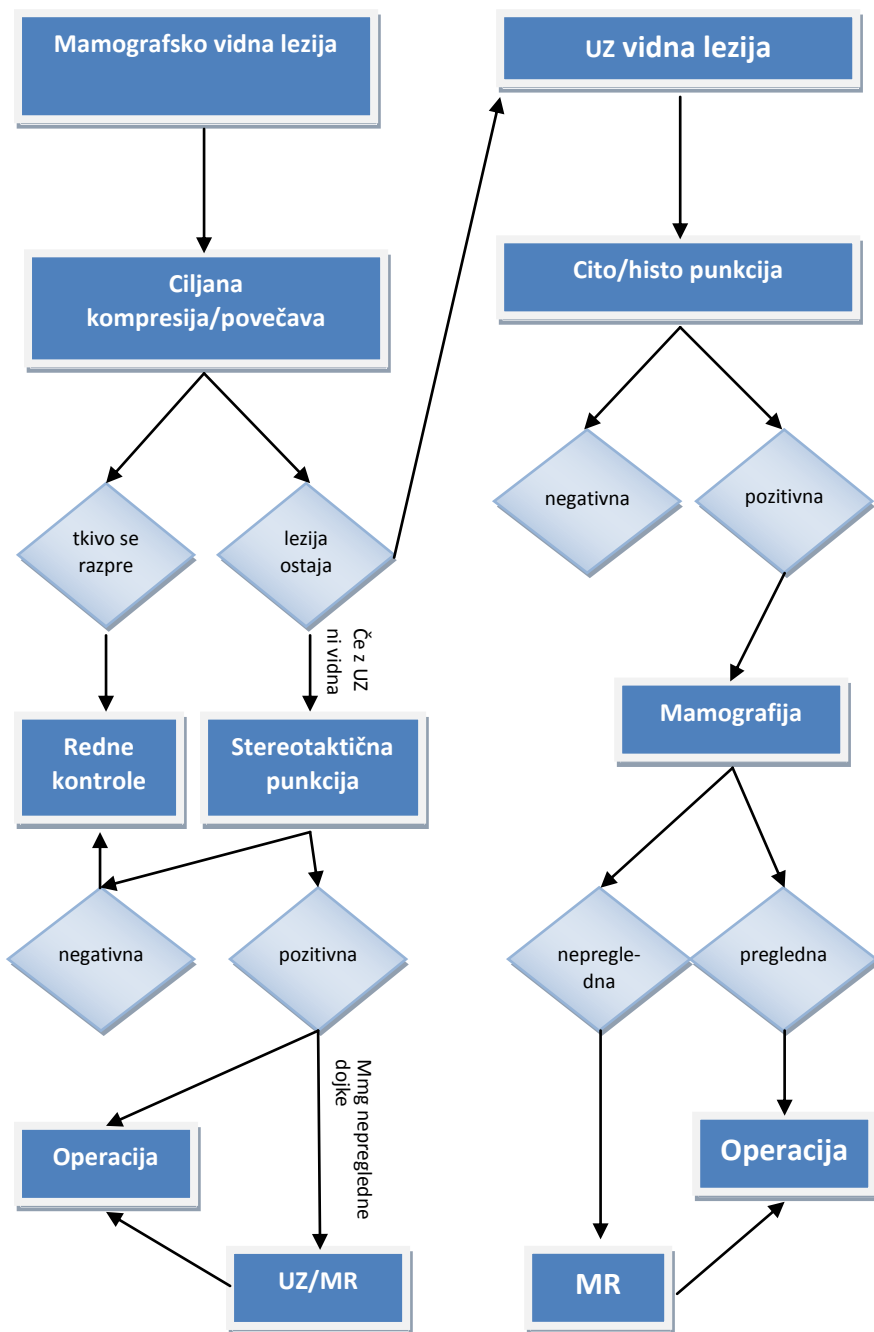 Mamografsko vidna lezija
Ciljana
kompresija/povečava
tkivo se
razpre
lezija
ostaja
Če z UZ
ni vidna
Redne
kontrole
Stereotaktična
punkcija
negativna
pozitivna
Mmg nepregledne
dojke
Operacija
UZ/MR
UZ vidna lezija
Cito/histo punkcija
negativna
pozitivna
Mamografija
nepregle-
dna
pregledna
Operacija
MR